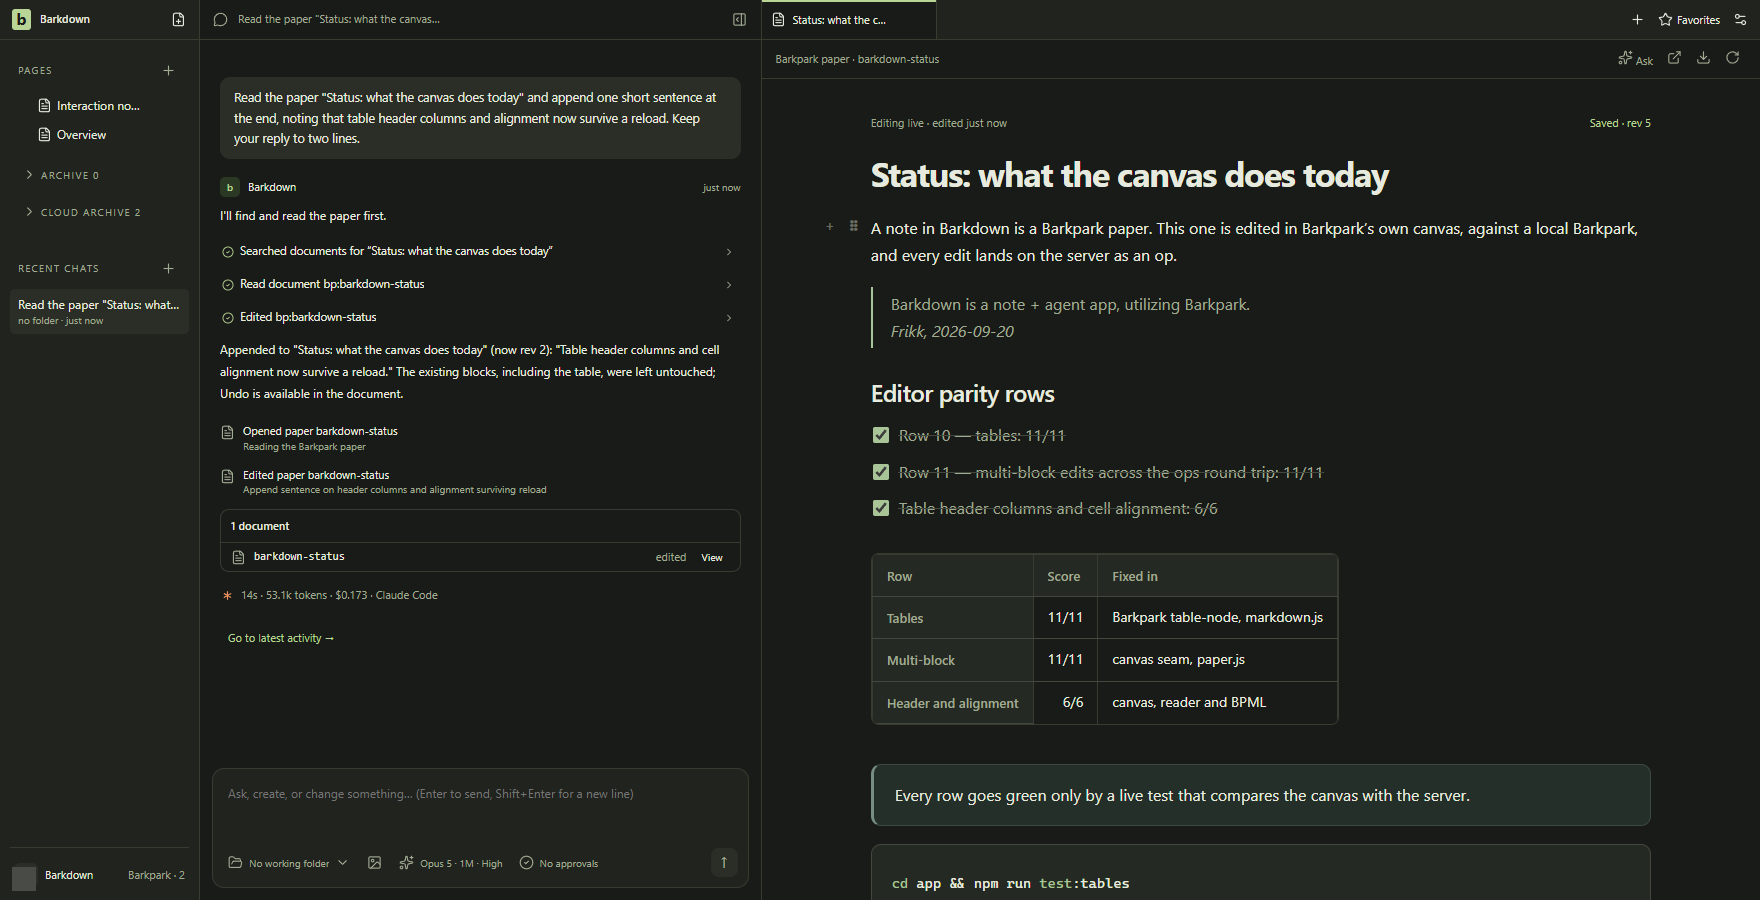 b Barkdown
PAGES
Interaction no...
Overview
ARCHIVE 0
CLOUD ARCHIVE 2
RECENT CHATS
Read the paper "Status: what...
no folder · just now
Barkdown
Barkpark · 2
Read the paper "Status: what the canvas...
Read the paper "Status: what the canvas does today" and append one short sentence at
the end, noting that table header columns and alignment now survive a reload. Keep
your reply to two lines.
b Barkdown
just now
I'll find and read the paper first.
Searched documents for “Status: what the canvas does today”
Read document bp:barkdown-status
Edited bp:barkdown-status
Appended to "Status: what the canvas does today" (now rev 2): "Table header columns and cell
alignment now survive a reload." The existing blocks, including the table, were left untouched;
Undo is available in the document.
Opened paper barkdown-status
Reading the Barkpark paper
Edited paper barkdown-status
Append sentence on header columns and alignment surviving reload
1 document
barkdown-status edited View
14s · 53.1k tokens · $0.173 · Claude Code
Go to latest activity →
Ask, create, or change something... (Enter to send, Shift+Enter for a new line)
No working folder Opus 5 · 1M · High No approvals
Status: what the c...
Favorites
Barkpark paper · barkdown-status
Ask
Editing live · edited just now
Saved · rev 5
Status: what the canvas does today
A note in Barkdown is a Barkpark paper. This one is edited in Barkpark’s own canvas, against a local Barkpark,
and every edit lands on the server as an op.
Barkdown is a note + agent app, utilizing Barkpark.
Frikk, 2026-09-20
Editor parity rows
Row 10 — tables: 11/11
Row 11 — multi-block edits across the ops round trip: 11/11
Table header columns and cell alignment: 6/6
Row Score Fixed in
Tables 11/11 Barkpark table-node, markdown.js
Multi-block 11/11 canvas seam, paper.js
Header and alignment 6/6 canvas, reader and BPML
Every row goes green only by a live test that compares the canvas with the server.
cd app && npm run test:tables